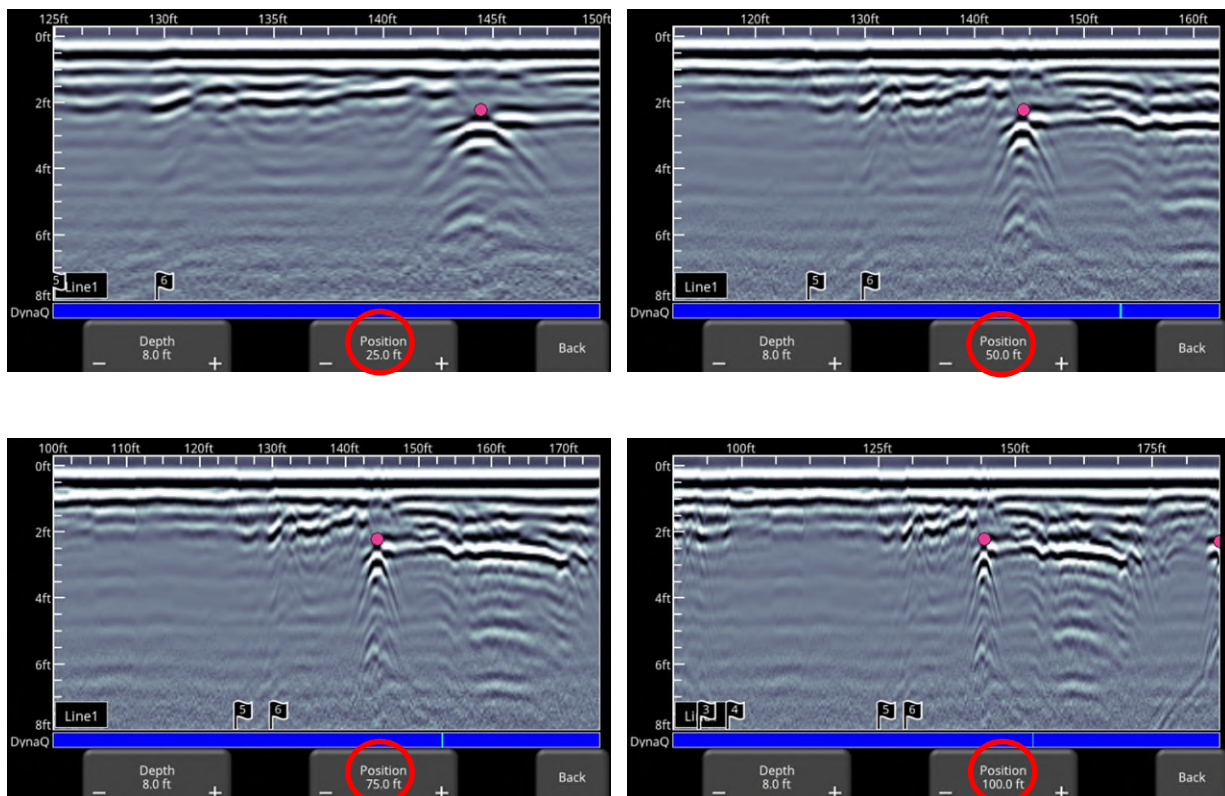 125ft 130ft 135ft 140ft 145ft 150ft
0ft
2ft
4ft
6ft
8ft
5 Line1 6
DynaQ
Depth Position Back
8.0 ft 25.0 ft
− + − +
120ft 130ft 140ft 150ft 160ft
0ft
2ft
4ft
6ft
8ft
Line1 5 6
DynaQ
Depth Position Back
8.0 ft 50.0 ft
− + − +
100ft 110ft 120ft 130ft 140ft 150ft 160ft 170ft
0ft
2ft
4ft
6ft
8ft
Line1 5 6
DynaQ
Depth Position Back
8.0 ft 75.0 ft
− + − +
100ft 125ft 150ft 175ft
0ft
2ft
4ft
6ft
8ft
3 4 5 6
DynaQ
Depth Position Back
8.0 ft 100.0 ft
− + − +